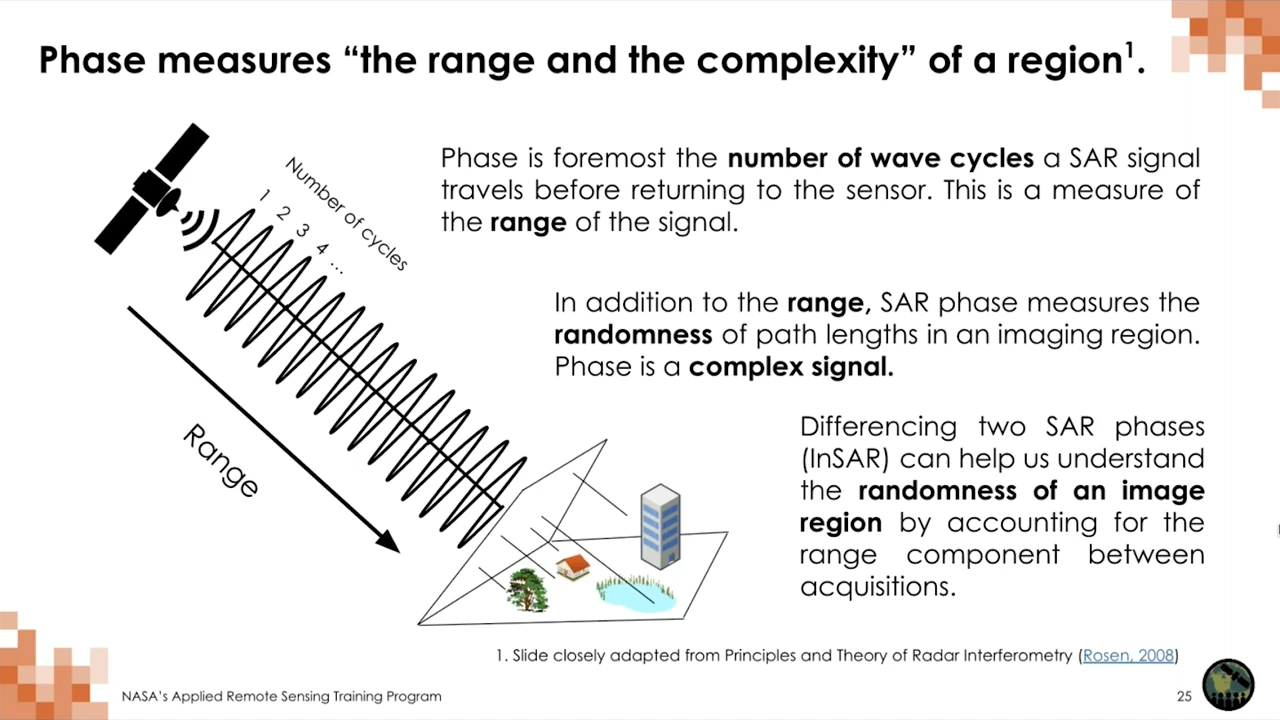 Phase measures “the range and the complexity” of a region¹.
Number of cycles
1 2 3 4 ...
Phase is foremost the number of wave cycles a SAR signal
travels before returning to the sensor. This is a measure of
the range of the signal.
In addition to the range, SAR phase measures the
randomness of path lengths in an imaging region.
Phase is a complex signal.
Range
Differencing two SAR phases
(InSAR) can help us understand
the randomness of an image
region by accounting for the
range component between
acquisitions.
1. Slide closely adapted from Principles and Theory of Radar Interferometry (Rosen, 2008)
NASA’s Applied Remote Sensing Training Program
25